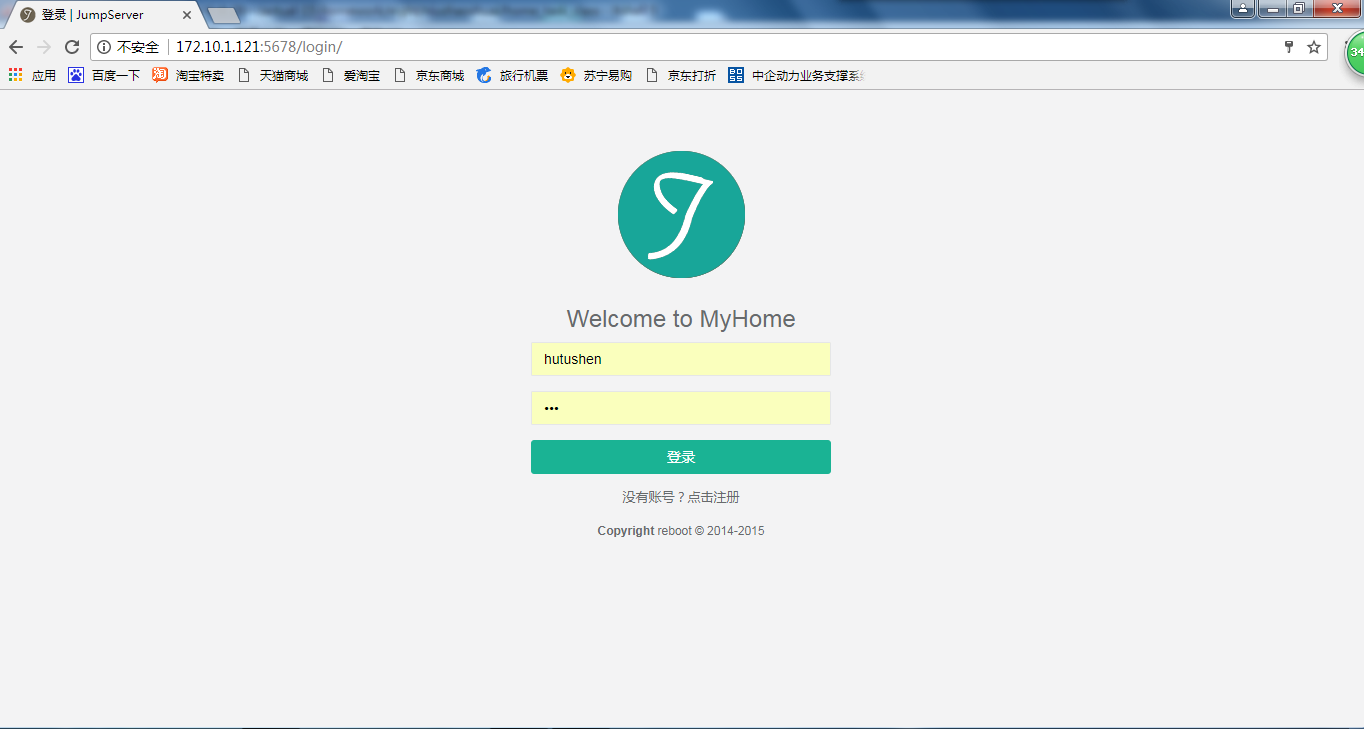 登录 | JumpServer
不安全 172.10.1.121:5678/login/
34
应用 百度一下 淘 淘宝特卖 天猫商城 爱淘宝 京东商城 旅行机票 苏宁易购 京东打折 中企动力业务支撑系
Welcome to MyHome
hutushen
•••
登录
没有账号？点击注册
Copyright reboot © 2014-2015